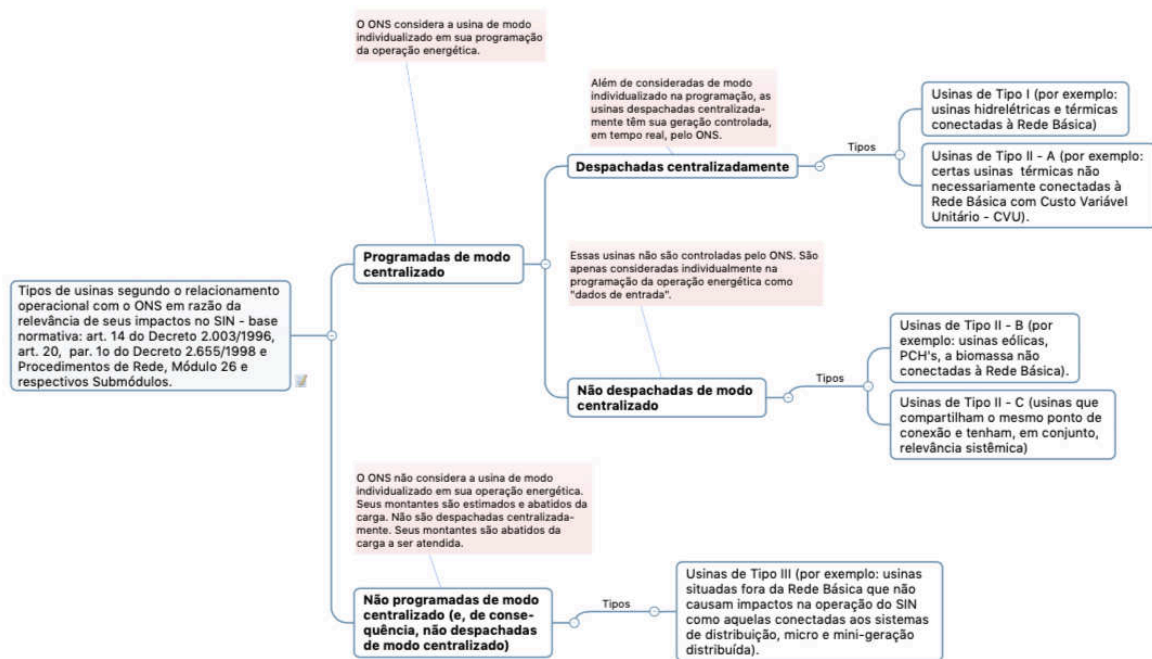 O ONS considera a usina de modo
individualizado em sua programação
da operação energética.
Além de consideradas de modo
individualizado na programação, as
usinas despachadas centralizada-
mente têm sua geração controlada,
em tempo real, pelo ONS.
Usinas de Tipo I (por exemplo:
usinas hidrelétricas e térmicas
conectadas à Rede Básica)
Tipos
Despachadas centralizadamente
Usinas de Tipo II - A (por exemplo:
certas usinas térmicas não
necessariamente conectadas à
Rede Básica com Custo Variável
Unitário - CVU).
Programadas de modo
centralizado
Essas usinas não são controladas pelo ONS. São
apenas consideradas individualmente na
programação da operação energética como
"dados de entrada".
Tipos de usinas segundo o relacionamento
operacional com o ONS em razão da
relevância de seus impactos no SIN - base
normativa: art. 14 do Decreto 2.003/1996,
art. 20, par. 1o do Decreto 2.655/1998 e
Procedimentos de Rede, Módulo 26 e
respectivos Submódulos.
Usinas de Tipo II - B (por
exemplo: usinas eólicas,
PCH's, a biomassa não
conectadas à Rede Básica).
Tipos
Não despachadas de modo
centralizado
Usinas de Tipo II - C (usinas que
compartilham o mesmo ponto de
conexão e tenham, em conjunto,
relevância sistêmica)
O ONS não considera a usina de modo
individualizado em sua operação energética.
Seus montantes são estimados e abatidos da
carga. Não são despachadas centralizada-
mente. Seus montantes são abatidos da
carga a ser atendida.
Não programadas de modo
centralizado (e, de conse-
quência, não despachadas
de modo centralizado)
Tipos
Usinas de Tipo III (por exemplo: usinas
situadas fora da Rede Básica que não
causam impactos na operação do SIN
como aquelas conectadas aos sistemas
de distribuição, micro e mini-geração
distribuída).